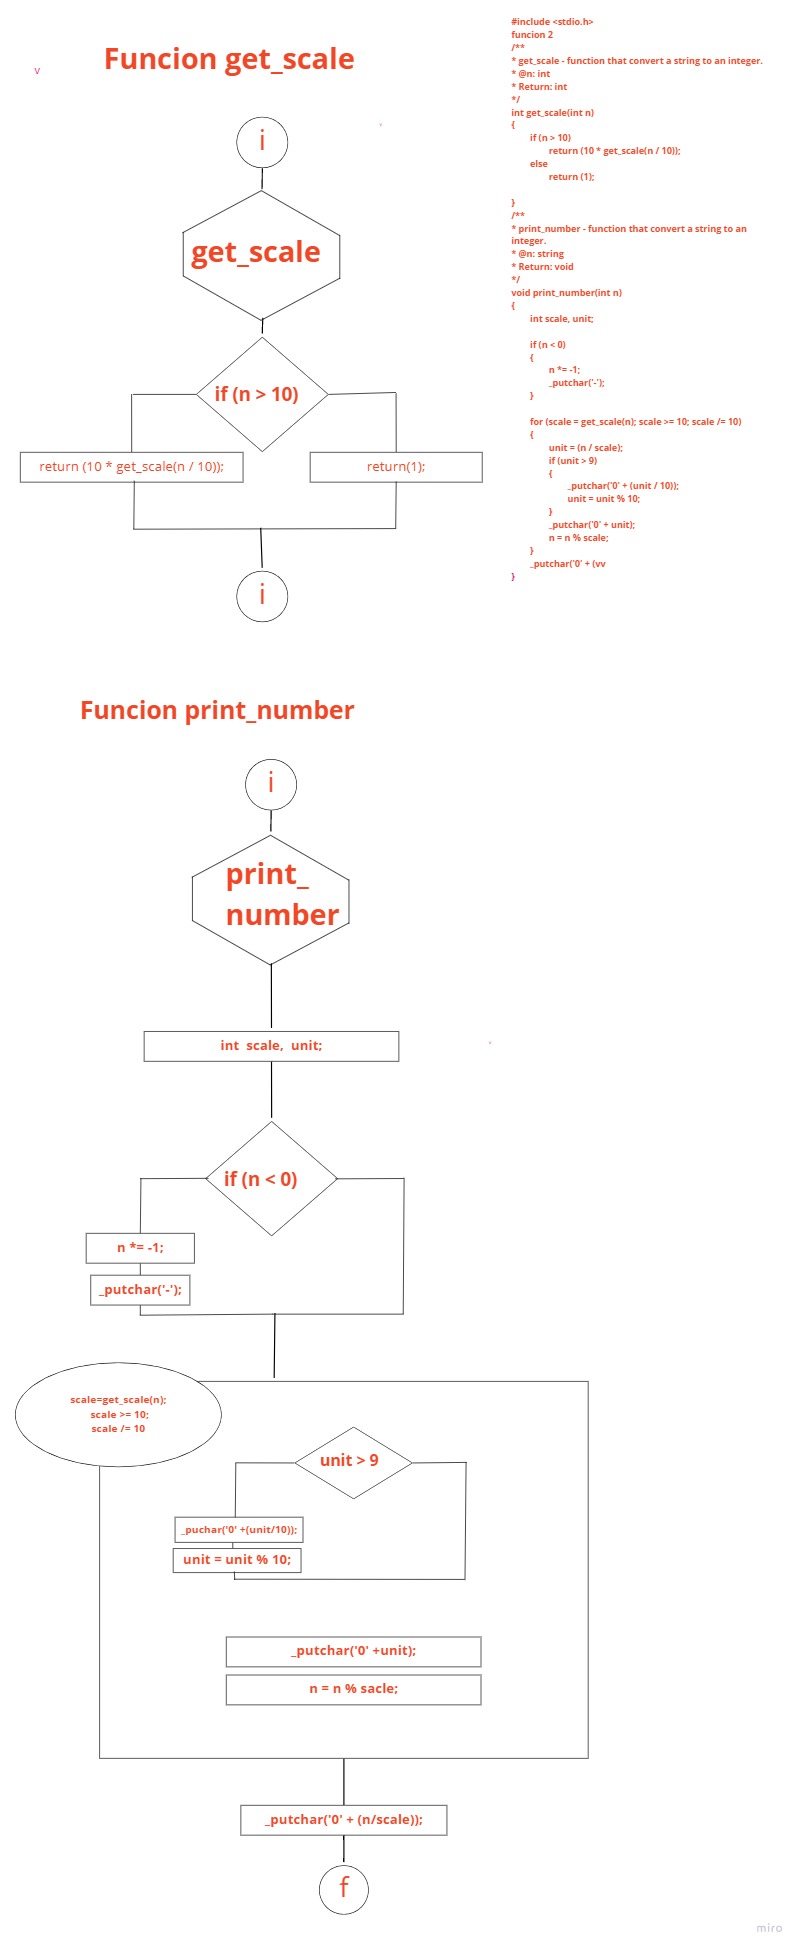 Funcion get_scale
v
i
get_scale
if (n > 10)
return (10 * get_scale(n / 10));
return(1);
i
#include <stdio.h>
funcion 2
/**
* get_scale - function that convert a string to an integer.
* @n: int
* Return: int
*/
int get_scale(int n)
{
if (n > 10)
return (10 * get_scale(n / 10));
else
return (1);
}
/**
* print_number - function that convert a string to an
integer.
* @n: string
* Return: void
*/
void print_number(int n)
{
int scale, unit;
if (n < 0)
{
n *= -1;
_putchar('-');
}
for (scale = get_scale(n); scale >= 10; scale /= 10)
{
unit = (n / scale);
if (unit > 9)
{
_putchar('0' + (unit / 10));
unit = unit % 10;
}
_putchar('0' + unit);
n = n % scale;
}
_putchar('0' + (vv
}
Funcion print_number
i
print_
number
int scale, unit;
if (n < 0)
n *= -1;
_putchar('-');
scale=get_scale(n);
scale >= 10;
scale /= 10
unit > 9
_puchar('0' +(unit/10));
unit = unit % 10;
_putchar('0' +unit);
n = n % sacle;
_putchar('0' + (n/scale));
f
miro